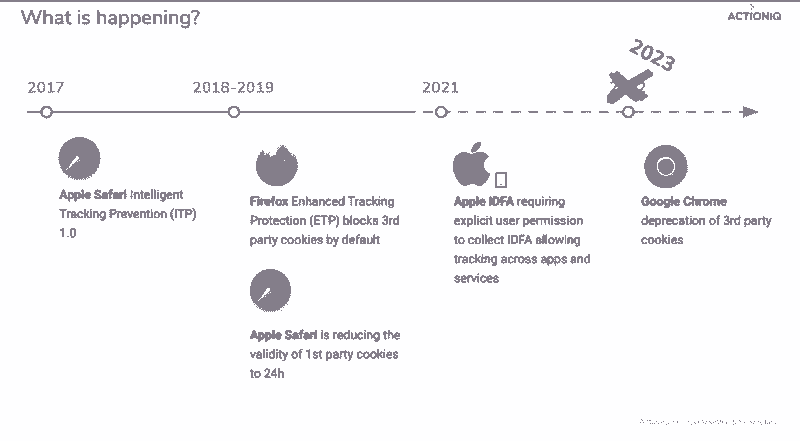 What is happening?
ACTIONIQ
2023
2017
2018-2019
2021
Apple Safari Intelligent
Tracking Prevention (ITP)
1.0
Firefox Enhanced Tracking
Protection (ETP) blocks 3rd
party cookies by default
Apple Safari is reducing the
validity of 1st party cookies
to 24h
Apple IDFA requiring
explicit user permission
to collect IDFA allowing
tracking across apps and
services
Google Chrome
deprecation of 3rd party
cookies